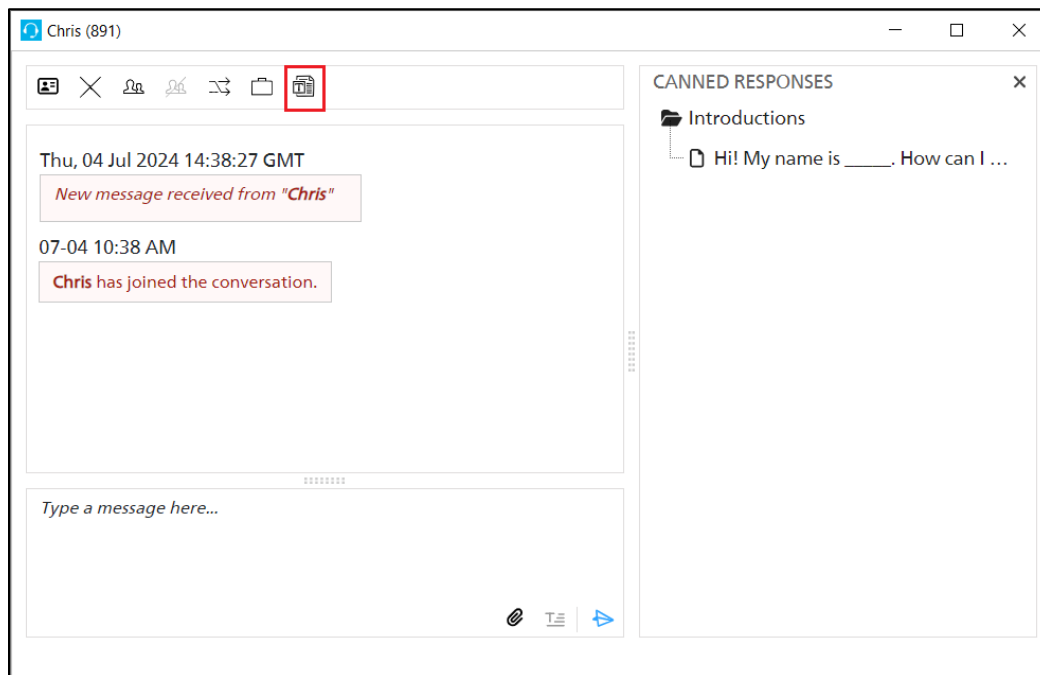 Chris (891)
CANNED RESPONSES
Introductions
Hi! My name is _____. How can I ...
Thu, 04 Jul 2024 14:38:27 GMT
New message received from "Chris"
07-04 10:38 AM
Chris has joined the conversation.
Type a message here...